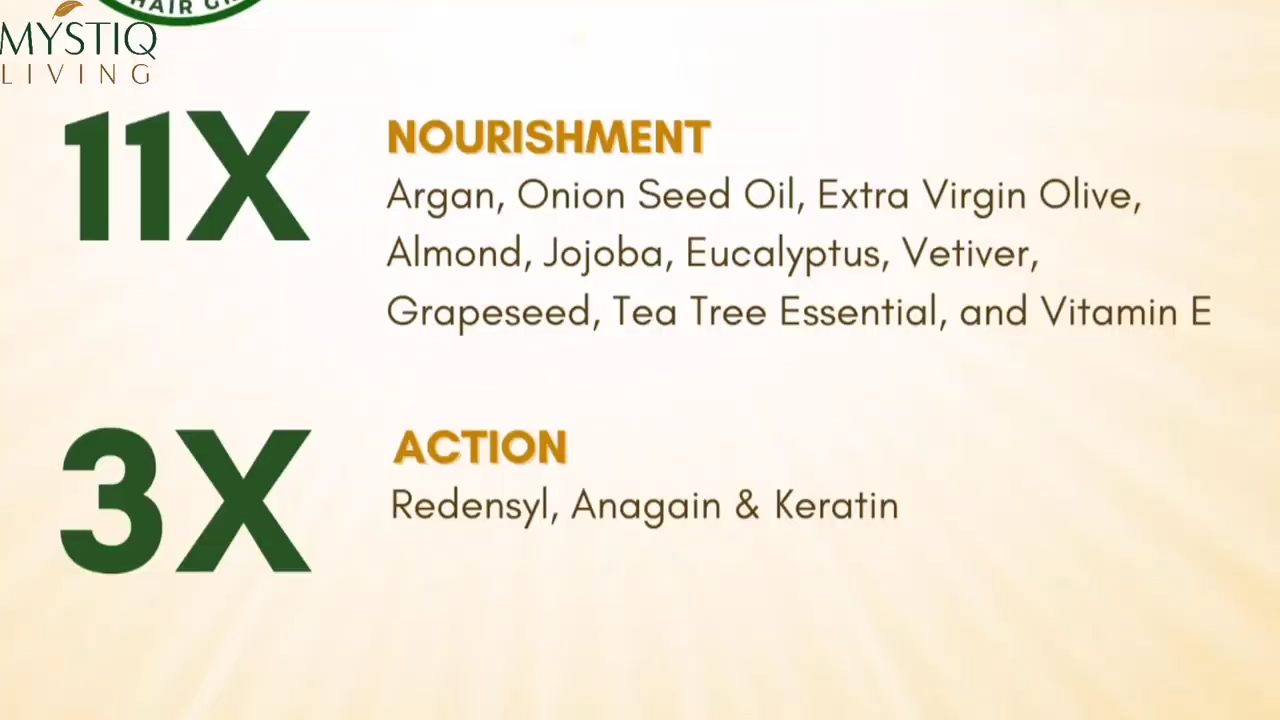 HAIR
MYSTIQ
LIVING
11X
NOURISHMENT
Argan, Onion Seed Oil, Extra Virgin Olive,
Almond, Jojoba, Eucalyptus, Vetiver,
Grapeseed, Tea Tree Essential, and Vitamin E
3X
ACTION
Redensyl, Anagain & Keratin